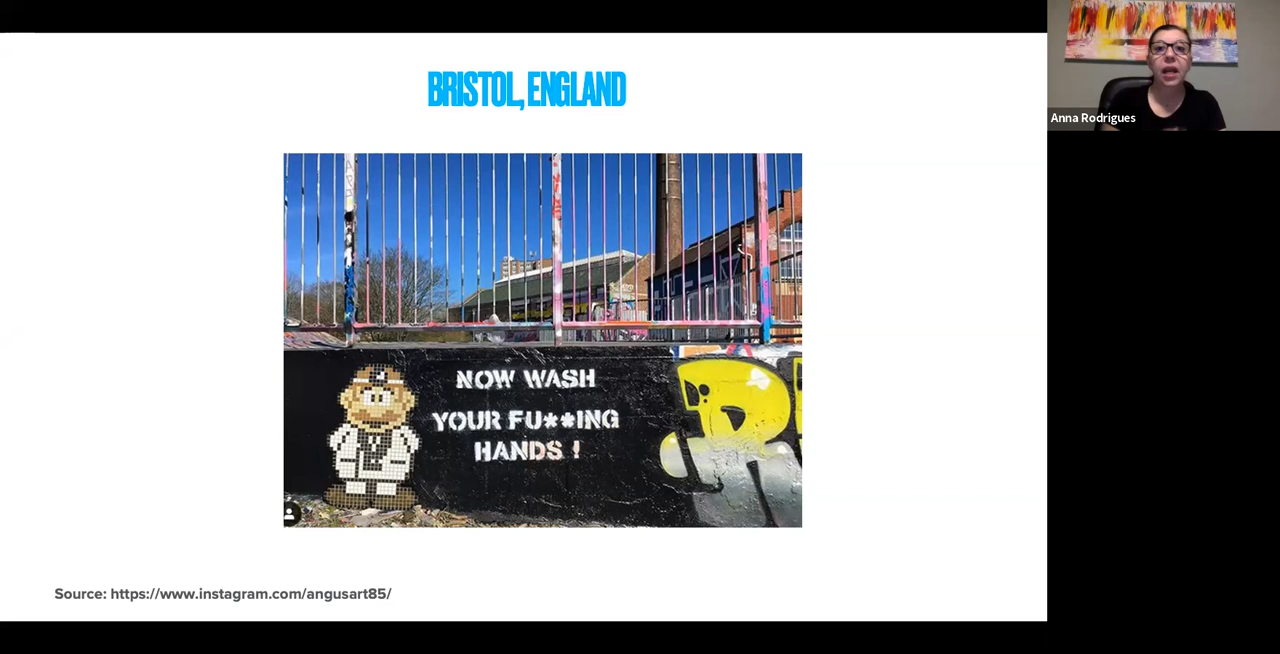 BRISTOL, ENGLAND
Anna Rodrigues
NOW WASH
YOUR FU**ING
HANDS !
Source: https://www.instagram.com/angusart85/